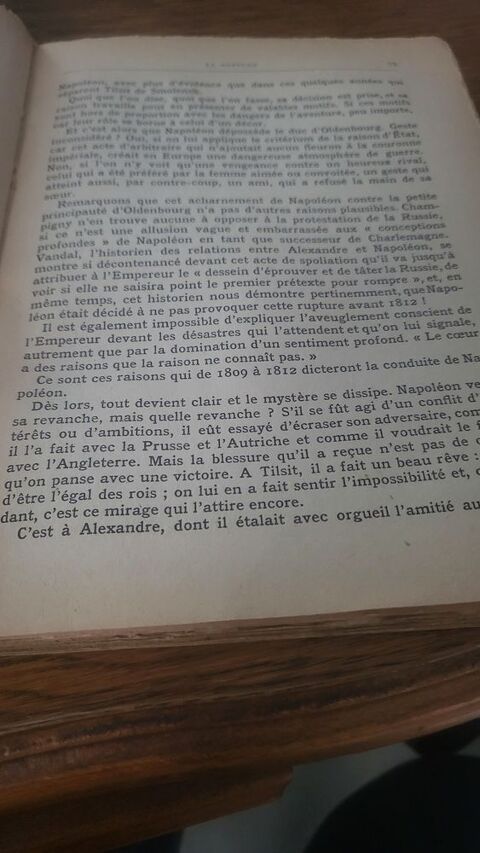 Napoléon, avec plus d'évidence que dans ces quelques années qui
séparent Tilsit de Smolensk.
Quoi que l'on dise, quoi que l'on fasse, sa décision est prise, et sa
raison travaille pour en présenter de valables motifs. Si ces motifs
sont hors de proportion avec les dangers de l'aventure, peu importe,
car leur rôle se borne à celui d'un décor.
Et c'est alors que Napoléon dépossède le duc d'Oldenbourg. Geste
inconsidéré ? Oui, si on lui applique le critérium de la raison d'État,
car cet acte d'arbitraire qui n'ajoutait aucun fleuron à la couronne
impériale, créait en Europe une dangereuse atmosphère de guerre.
Non, si l'on n'y voit qu'une vengeance contre un heureux rival,
celui qui a été préféré par la femme aimée ou convoitée, un geste qui
atteint aussi, par contre-coup, un ami, qui a refusé la main de sa
sœur.
Remarquons que cet acharnement de Napoléon contre la petite
principauté d'Oldenbourg n'a pas d'autres raisons plausibles. Cham-
pigny n'en trouve aucune à opposer à la protestation de la Russie,
si ce n'est une allusion vague et embarrassée aux « conceptions
profondes » de Napoléon en tant que successeur de Charlemagne.
Vandal, l'historien des relations entre Alexandre et Napoléon, se
montre si décontenancé devant cet acte de spoliation qu'il va jusqu'à
attribuer à l'Empereur le « dessein d'éprouver et de tâter la Russie, de
voir si elle ne saisira point le premier prétexte pour rompre », et, en
même temps, cet historien nous démontre pertinemment, que Napo-
léon était décidé à ne pas provoquer cette rupture avant 1812 !
Il est également impossible d'expliquer l'aveuglement conscient de
l'Empereur devant les désastres qui l'attendent et qu'on lui signale,
autrement que par la domination d'un sentiment profond. « Le cœur
a des raisons que la raison ne connaît pas. »
Ce sont ces raisons qui de 1809 à 1812 dicteront la conduite de Na
poléon.
Dès lors, tout devient clair et le mystère se dissipe. Napoléon ve
sa revanche, mais quelle revanche ? S'il se fût agi d'un conflit d'
térêts ou d'ambitions, il eût essayé d'écraser son adversaire, com
il l'a fait avec la Prusse et l'Autriche et comme il voudrait le f
avec l'Angleterre. Mais la blessure qu'il a reçue n'est pas de c
qu'on panse avec une victoire. A Tilsit, il a fait un beau rêve :
d'être l'égal des rois ; on lui en a fait sentir l'impossibilité et, c
dant, c'est ce mirage qui l'attire encore.
C'est à Alexandre, dont il étalait avec orgueil l'amitié au